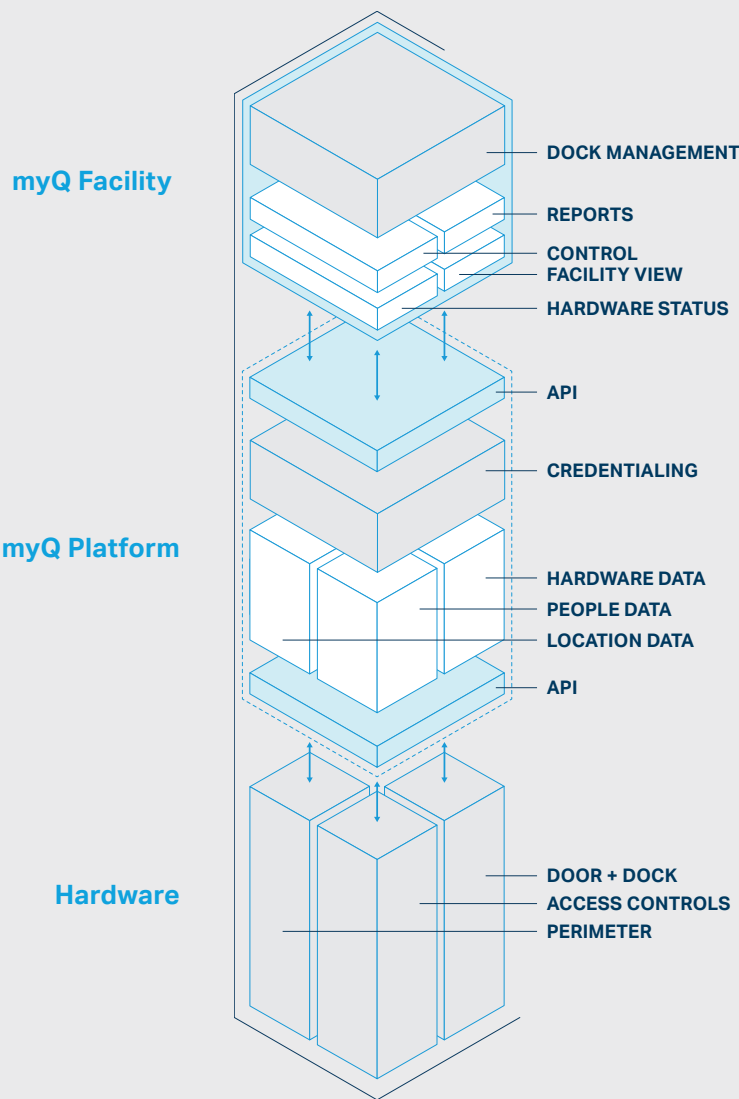 myQ Facility
DOCK MANAGEMENT
REPORTS
CONTROL
FACILITY VIEW
HARDWARE STATUS
API
CREDENTIALING
myQ Platform
HARDWARE DATA
PEOPLE DATA
LOCATION DATA
API
Hardware
DOOR + DOCK
ACCESS CONTROLS
PERIMETER